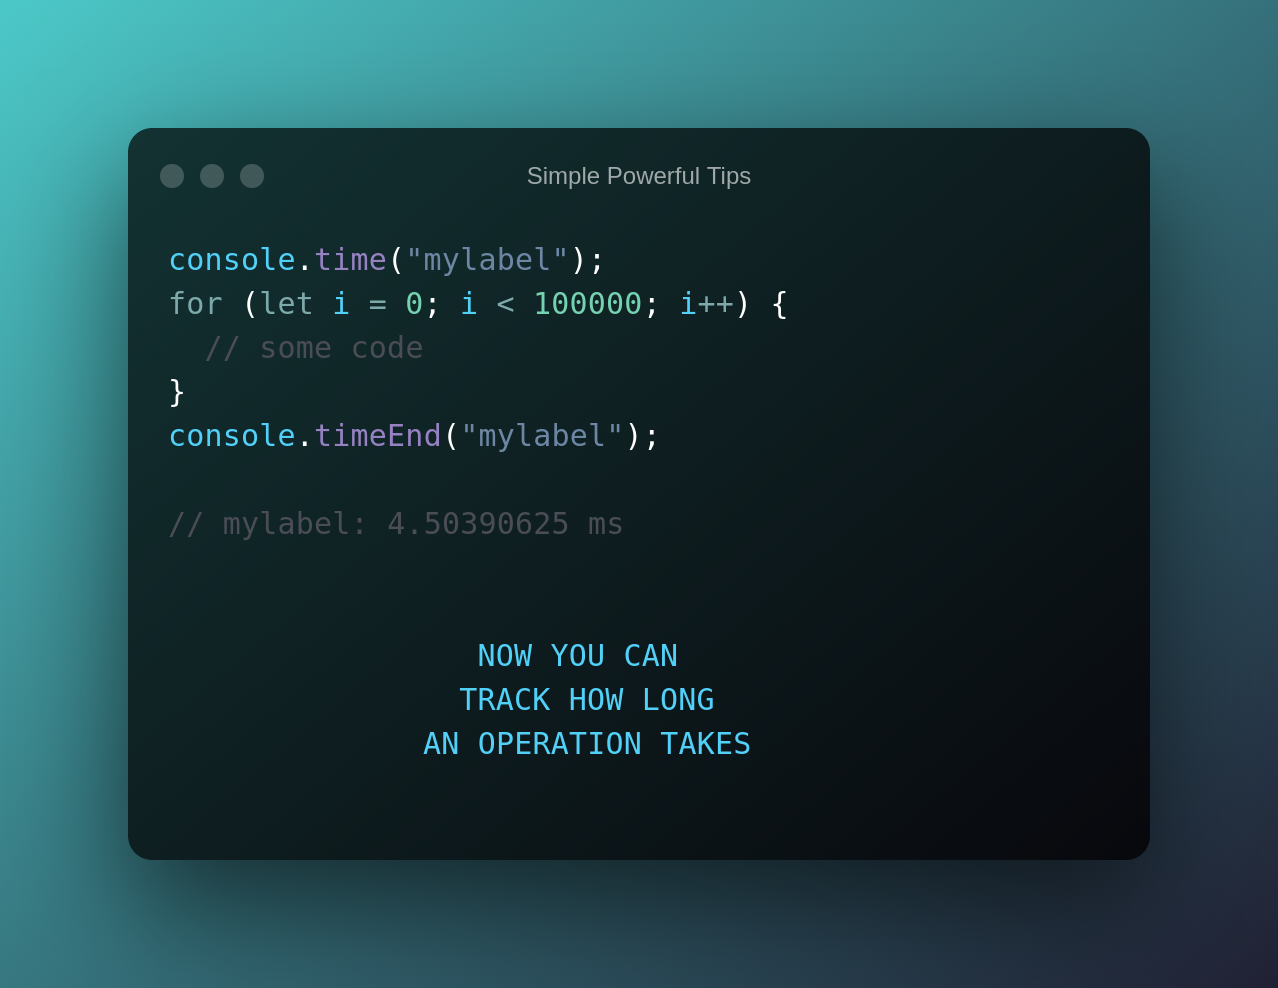 Simple Powerful Tips
console.time("mylabel");
for (let i = 0; i < 100000; i++) {
  // some code
}
console.timeEnd("mylabel");
// mylabel: 4.50390625 ms
NOW YOU CAN
TRACK HOW LONG
AN OPERATION TAKES